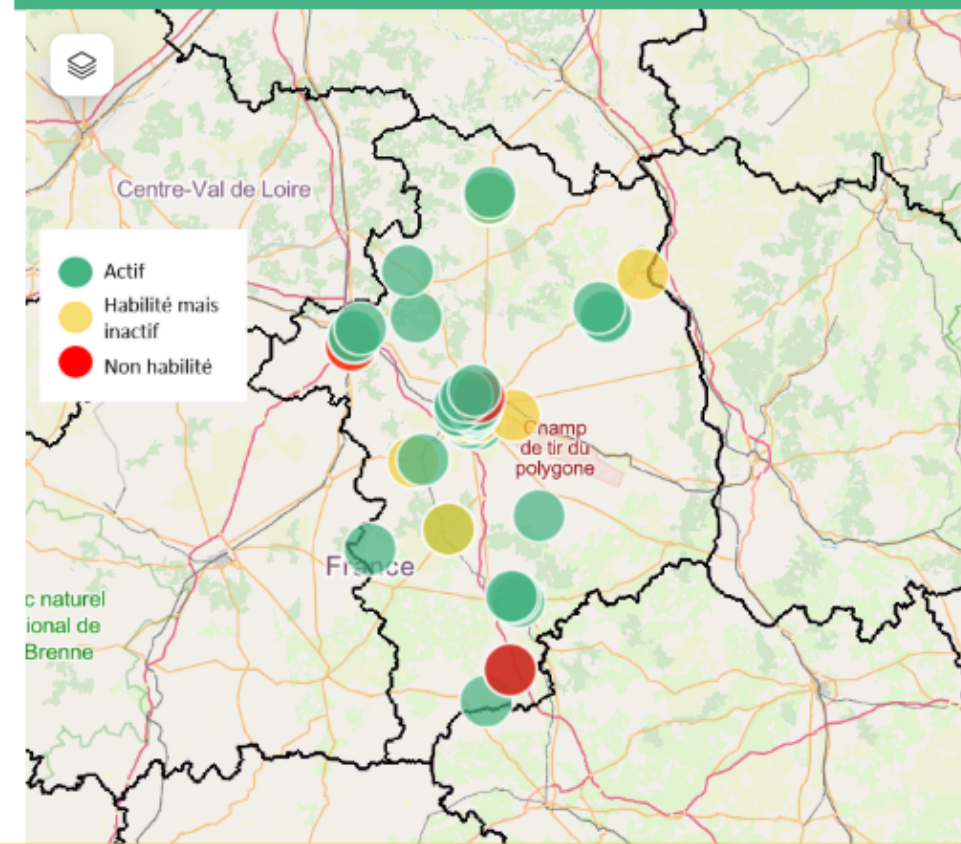 Centre-Val de Loire
Actif
Habilité mais
inactif
Non habilité
Champ
de tir du
polygone
France
c naturel
ional de
Brenne